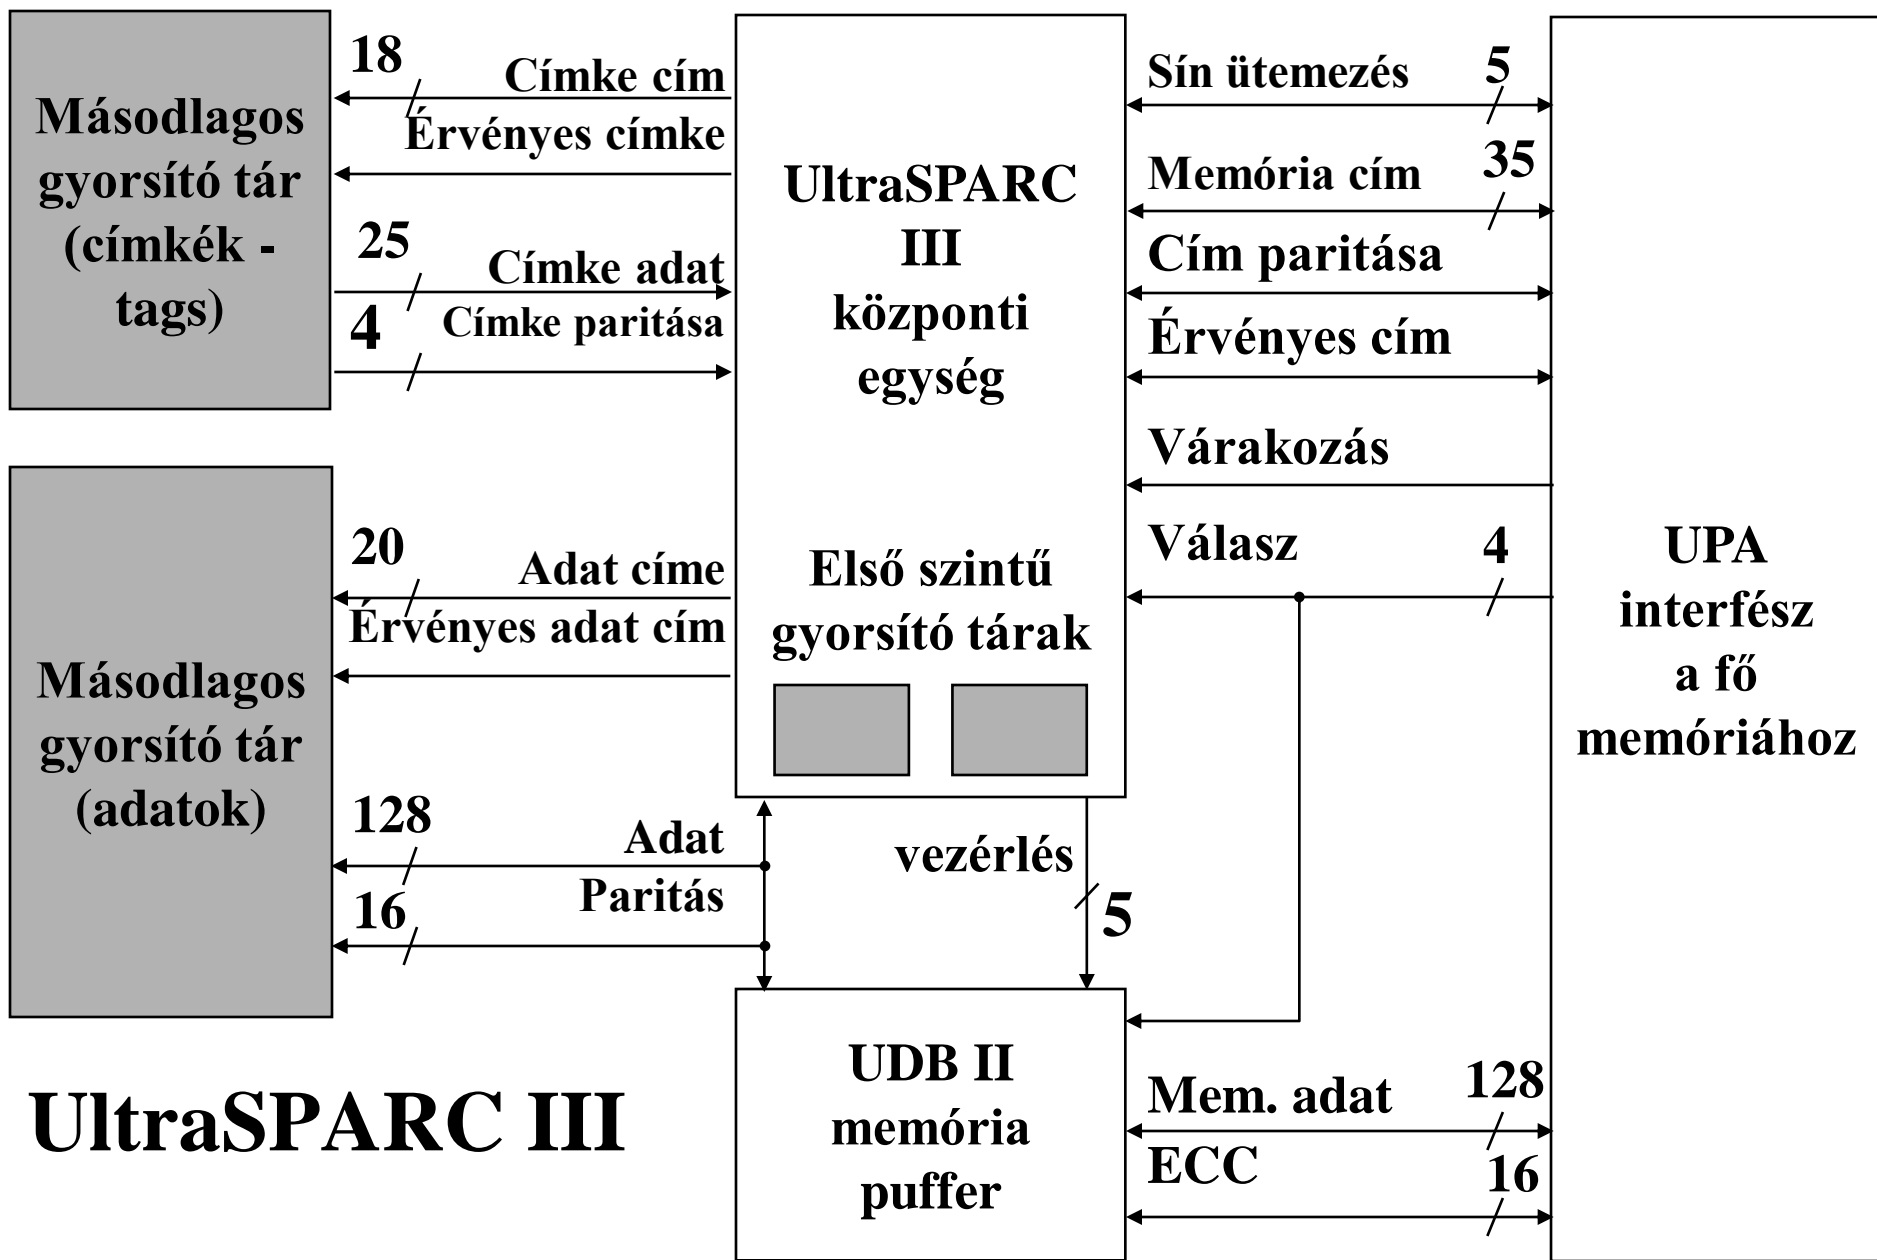 Másodlagos
gyorsító tár
(címkék -
tags)
18
Címke cím
Érvényes címke
25
Címke adat
4
Címke paritása
Másodlagos
gyorsító tár
(adatok)
20
Adat címe
Érvényes adat cím
128
Adat
Paritás
16
UltraSPARC
III
központi
egység
Első szintű
gyorsító tárak
vezérlés
5
UDB II
memória
puffer
Sín ütemezés
5
Memória cím
35
Cím paritása
Érvényes cím
Várakozás
Válasz
4
Mem. adat
128
ECC
16
UPA
interfész
a fő
memóriához
UltraSPARC III